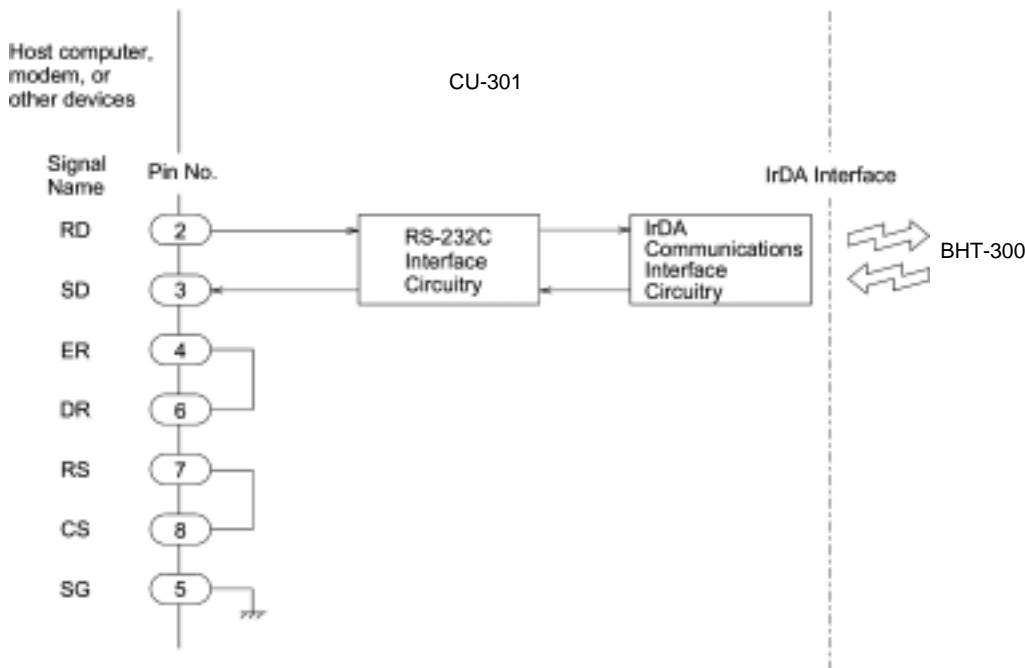 Host computer,
modem, or
other devices
CU-301
Signal
Name
Pin No.
IrDA Interface
RD
2
RS-232C
Interface
Circuitry
IrDA
Communications
Interface
Circuitry
BHT-300
SD
3
ER
4
DR
6
RS
7
CS
8
SG
5